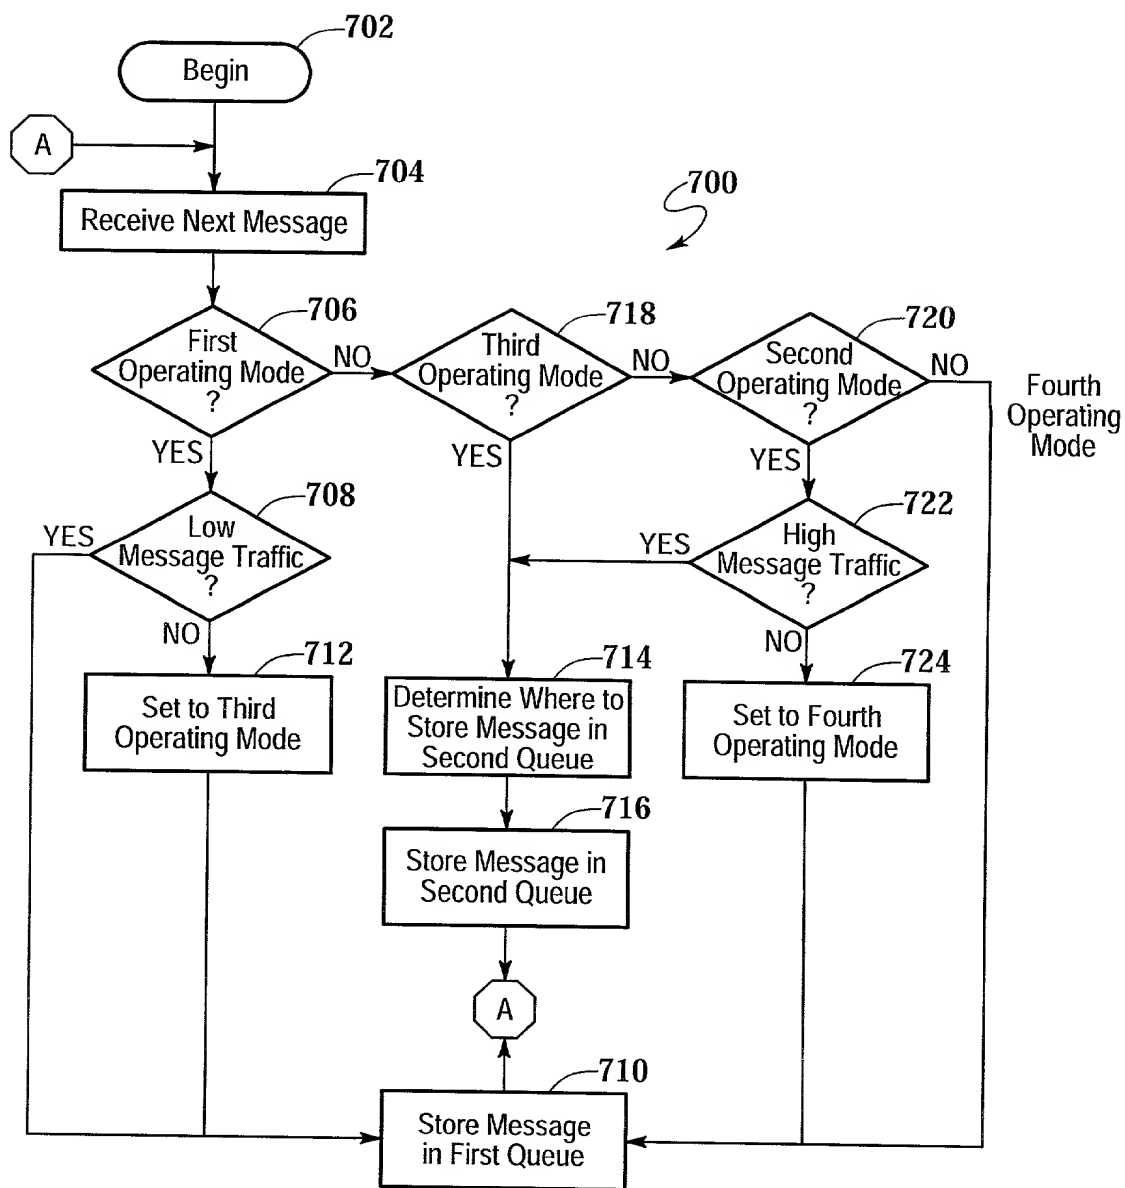 702
Begin
A
704
Receive Next Message
700
706
First
Operating Mode
?
NO
YES
718
Third
Operating Mode
?
NO
YES
720
Second
Operating Mode
?
NO
YES
Fourth
Operating
Mode
708
Low
Message Traffic
?
YES
NO
722
High
Message Traffic
?
YES
NO
712
Set to Third
Operating Mode
714
Determine Where to
Store Message in
Second Queue
724
Set to Fourth
Operating Mode
716
Store Message in
Second Queue
A
710
Store Message
in First Queue